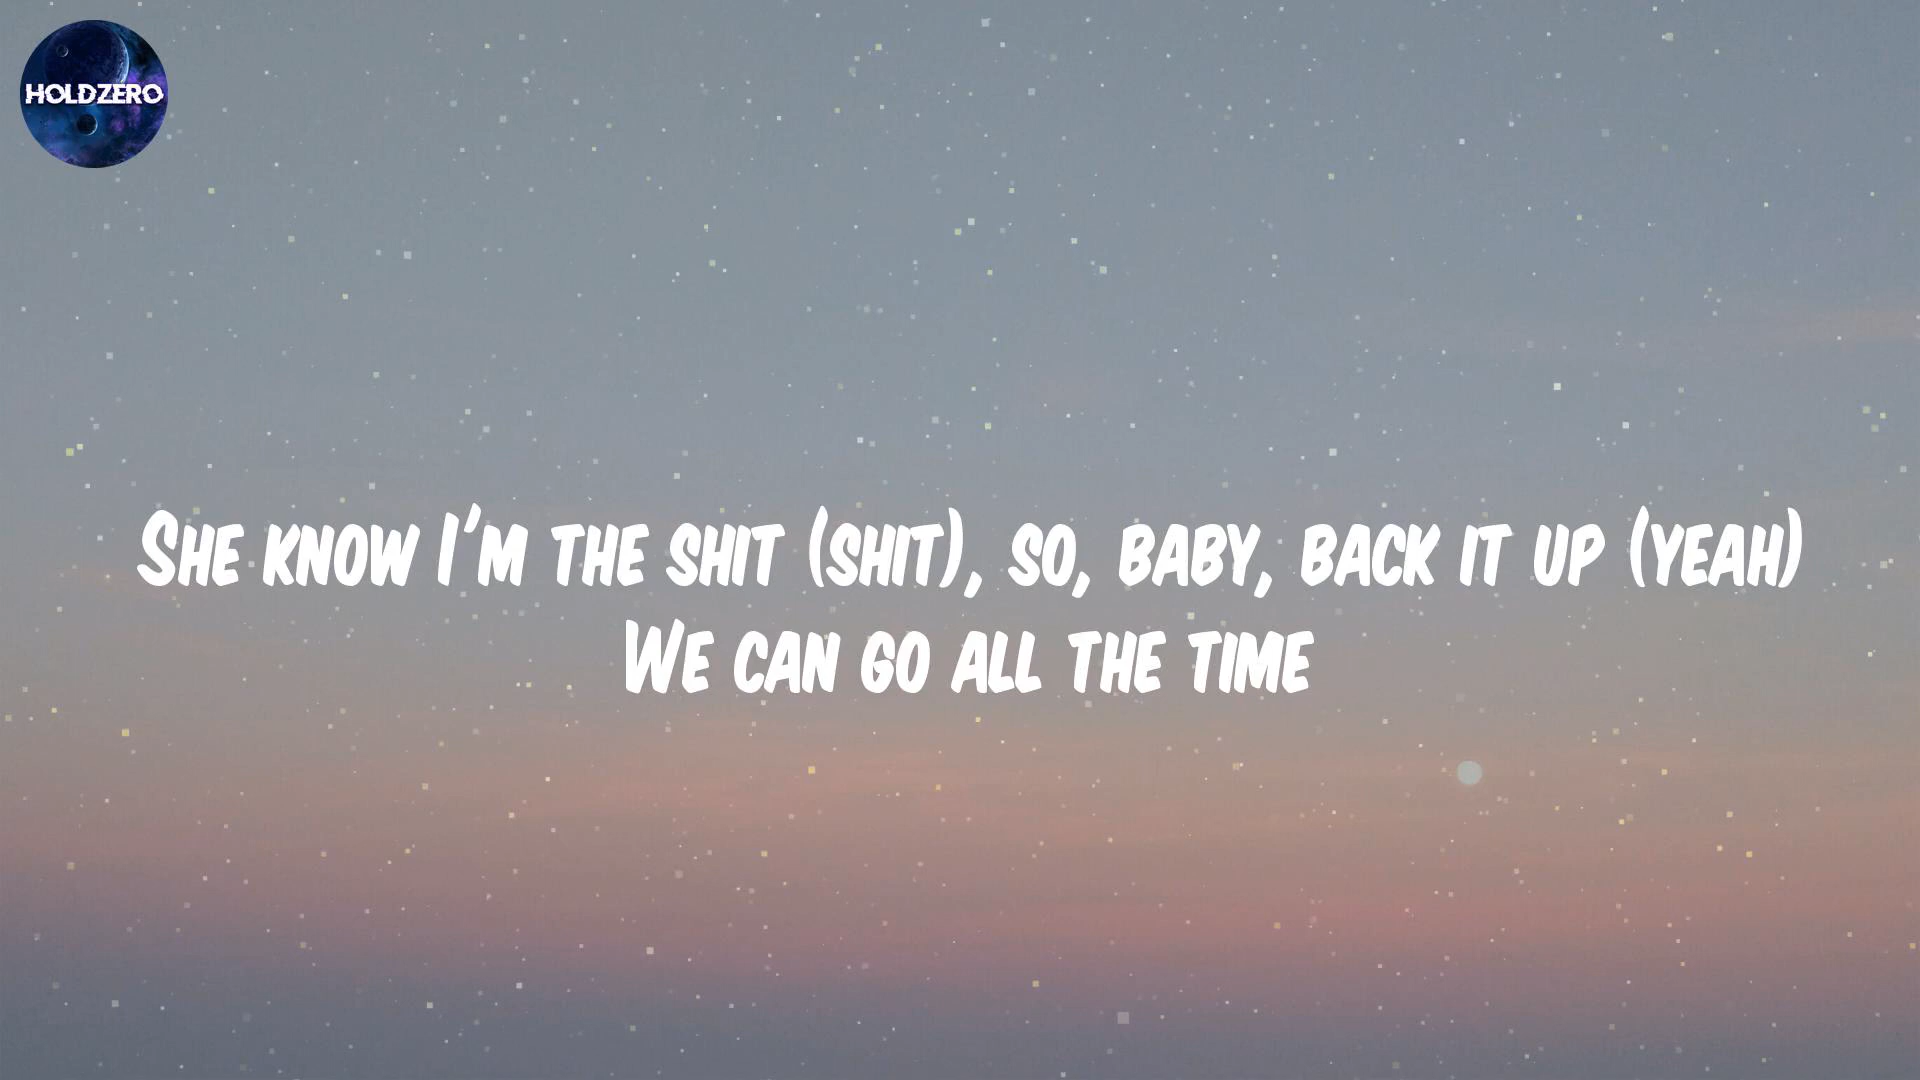 HOLDZERO
She know I'm the shit (shit), so, baby, back it up (yeah)
We can go all the time